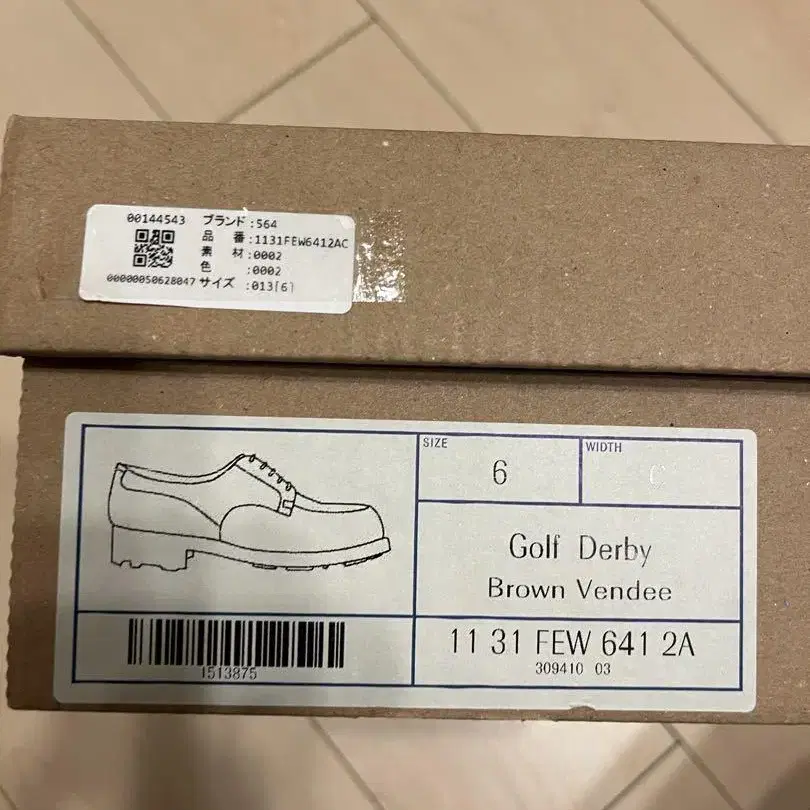 00144543 ブランド:564
品 番:1131FEW6412AC
素 材:0002
色 :0002
00000050628047 サイズ :013(6)
SIZE
6
WIDTH
C
Golf Derby
Brown Vendee
1513875
11 31 FEW 641 2A
309410 03